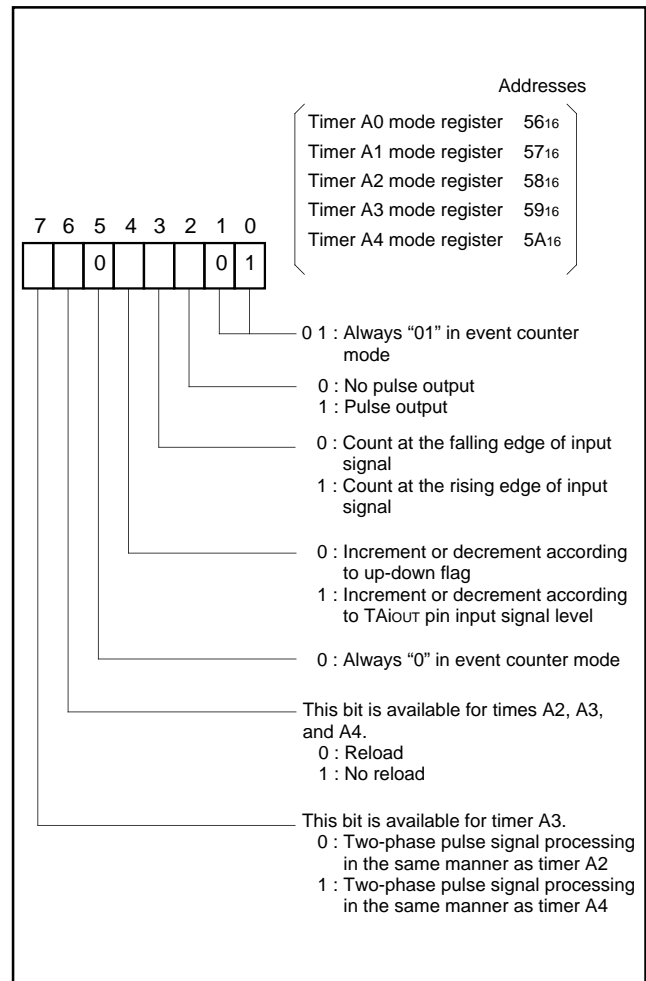 Addresses
Timer A0 mode register 5616
Timer A1 mode register 5716
Timer A2 mode register 5816
Timer A3 mode register 5916
Timer A4 mode register 5A16
7 6 5 4 3 2 1 0
0 0 1
0 1 : Always “01” in event counter
mode
0 : No pulse output
1 : Pulse output
0 : Count at the falling edge of input
signal
1 : Count at the rising edge of input
signal
0 : Increment or decrement according
to up-down flag
1 : Increment or decrement according
to TAiOUT pin input signal level
0 : Always “0” in event counter mode
This bit is available for times A2, A3,
and A4.
0 : Reload
1 : No reload
This bit is available for timer A3.
0 : Two-phase pulse signal processing
in the same manner as timer A2
1 : Two-phase pulse signal processing
in the same manner as timer A4